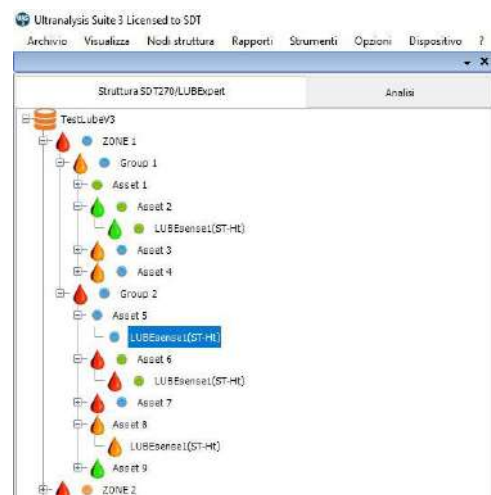 Ultranalysis Suite 3 Licensed to SDT
Archivio Visualizza Nodi struttura Rapporti Strumenti Opzioni Dispositivo ?
Struttura SDT270/LUBExpert Analisi
TestLubeV3
ZONE 1
Group 1
Asset 1
Asset 2
LUBEsense1(ST-Ht)
Asset 3
Asset 4
Group 2
Asset 5
LUBEsense1(ST-Ht)
Asset 6
LUBEsense1(ST-Ht)
Asset 7
Asset 8
LUBEsense1(ST-Ht)
Asset 9
ZONE 2